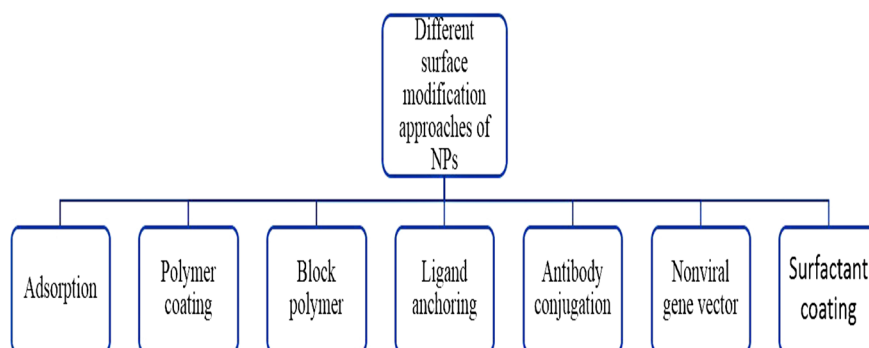 Different
surface
modification
approaches of
NPs
Adsorption
Polymer
coating
Block
polymer
Ligand
anchoring
Antibody
conjugation
Nonviral
gene vector
Surfactant
coating